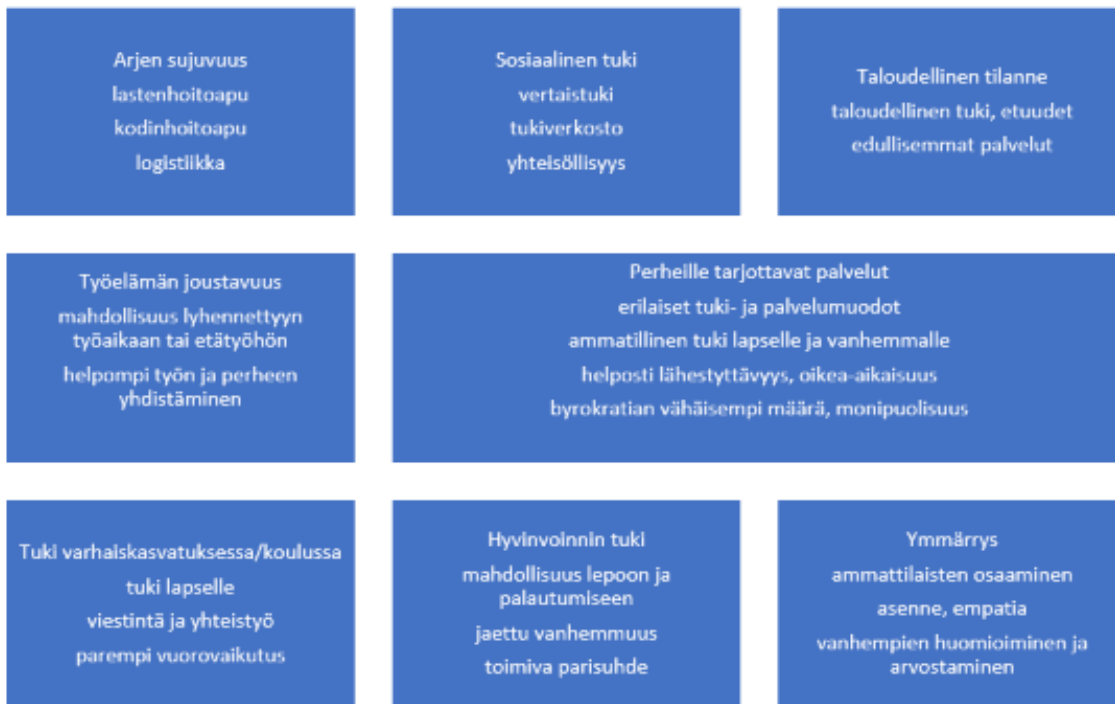 Arjen sujuvuus
lastenhoitoapu
kodinhoitoapu
logistiikka
Sosiaalinen tuki
vertaistuki
tukiverkosto
yhteisöllisyys
Taloudellinen tilanne
taloudellinen tuki, etuudet
edullisemmat palvelut
Työelämän joustavuus
mahdollisuus lyhennettyyn
työaikaan tai etätyöhön
helpompi työn ja perheen
yhdistäminen
Perheille tarjottavat palvelut
erilaiset tuki- ja palvelumuodot
ammatillinen tuki lapselle ja vanhemmalle
helposti lähestyttävyys, oikea-aikaisuus
byrokratian vähäisempi määrä, monipuolisuus
Tuki varhaiskasvatuksessa/koulussa
tuki lapselle
viestintä ja yhteistyö
parempi vuorovaikutus
Hyvinvoinnin tuki
mahdollisuus lepoon ja
palautumiseen
jaettu vanhemmuus
toimiva parisuhde
Ymmärrys
ammattilaisten osaaminen
asenne, empatia
vanhempien huomioiminen ja
arvostaminen